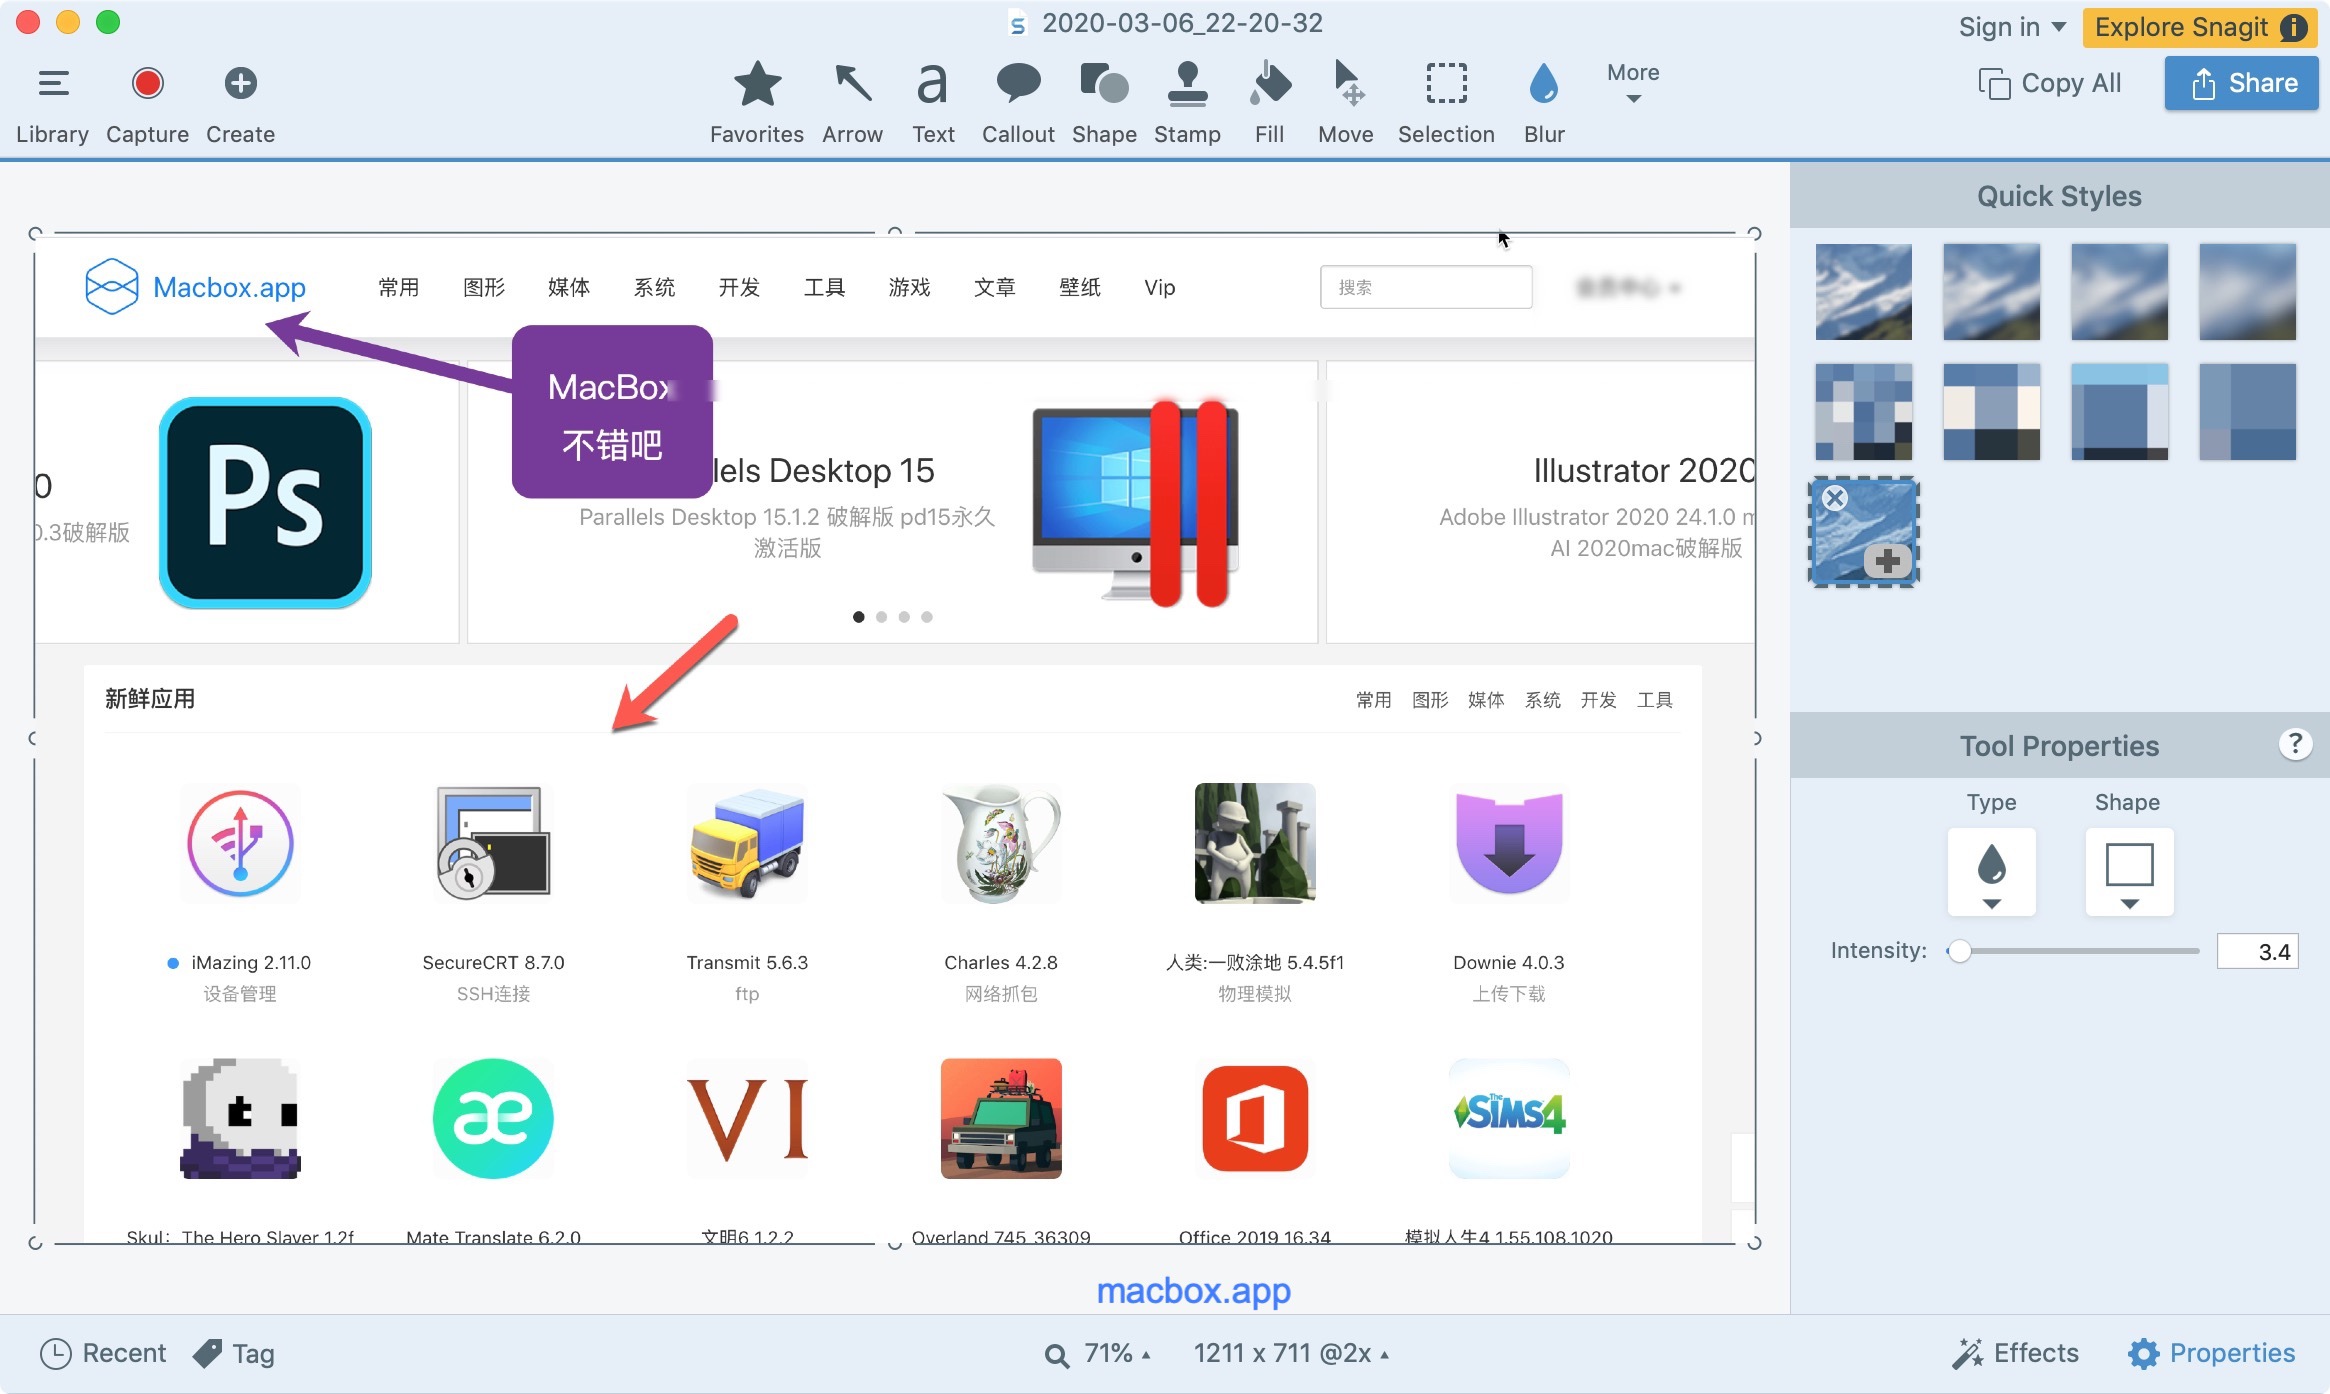 2020-03-06_22-20-32
Sign in
Explore Snagit
Library
Capture
Create
Favorites
Arrow
Text
Callout
Shape
Stamp
Fill
Move
Selection
Blur
More
Copy All
Share
Macbox.app
常用
图形
媒体
系统
开发
工具
游戏
文章
壁纸
Vip
搜索
MacBox
不错吧
0
0.3破解版
Ps
lels Desktop 15
Parallels Desktop 15.1.2 破解版 pd15永久
激活版
Illustrator 2020
Adobe Illustrator 2020 24.1.0 m
AI 2020mac破解版
新鲜应用
常用 图形 媒体 系统 开发 工具
iMazing 2.11.0
设备管理
SecureCRT 8.7.0
SSH连接
Transmit 5.6.3
ftp
Charles 4.2.8
网络抓包
人类:一败涂地 5.4.5f1
物理模拟
Downie 4.0.3
上传下载
æ
VI
The
SIMS4
Skul：The Hero Slayer 1.2f
Mate Translate 6.2.0
文明6 1.2.2
Overland 745_36309
Office 2019 16.34
模拟人生4 1.55.108.1020
macbox.app
Quick Styles
Tool Properties
?
Type
Shape
Intensity:
3.4
Recent
Tag
71%
1211 x 711 @2x
Effects
Properties